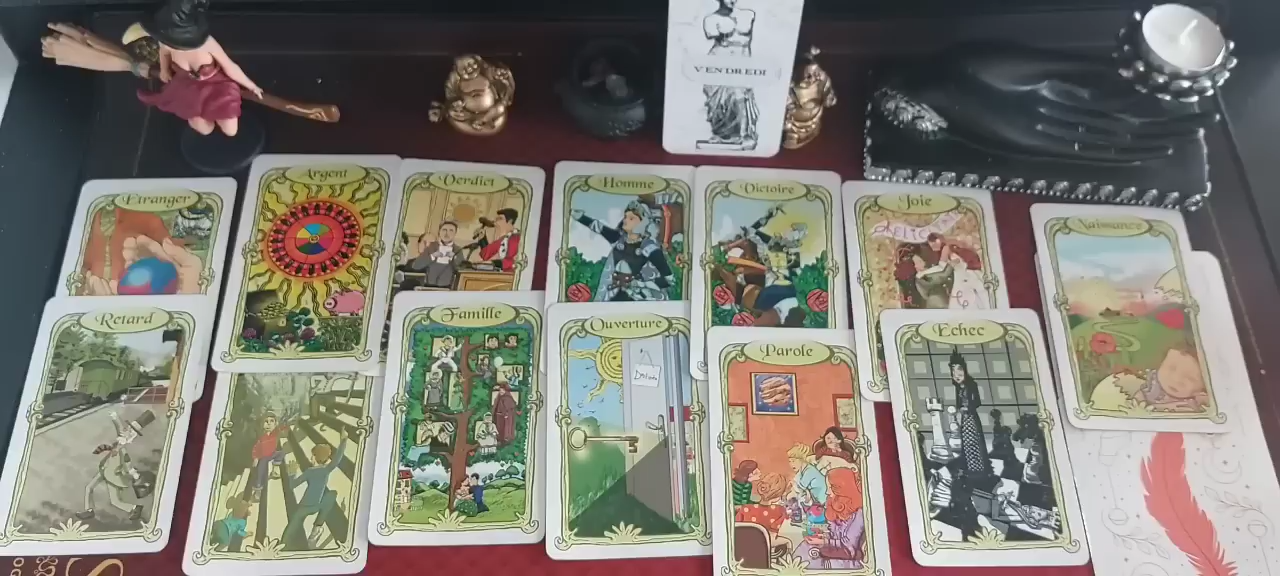 VENDREDI
Etranger
Argent
Verdict
Homme
Victoire
Joie
Naissance
Retard
Famille
Ouverture
Parole
Echec